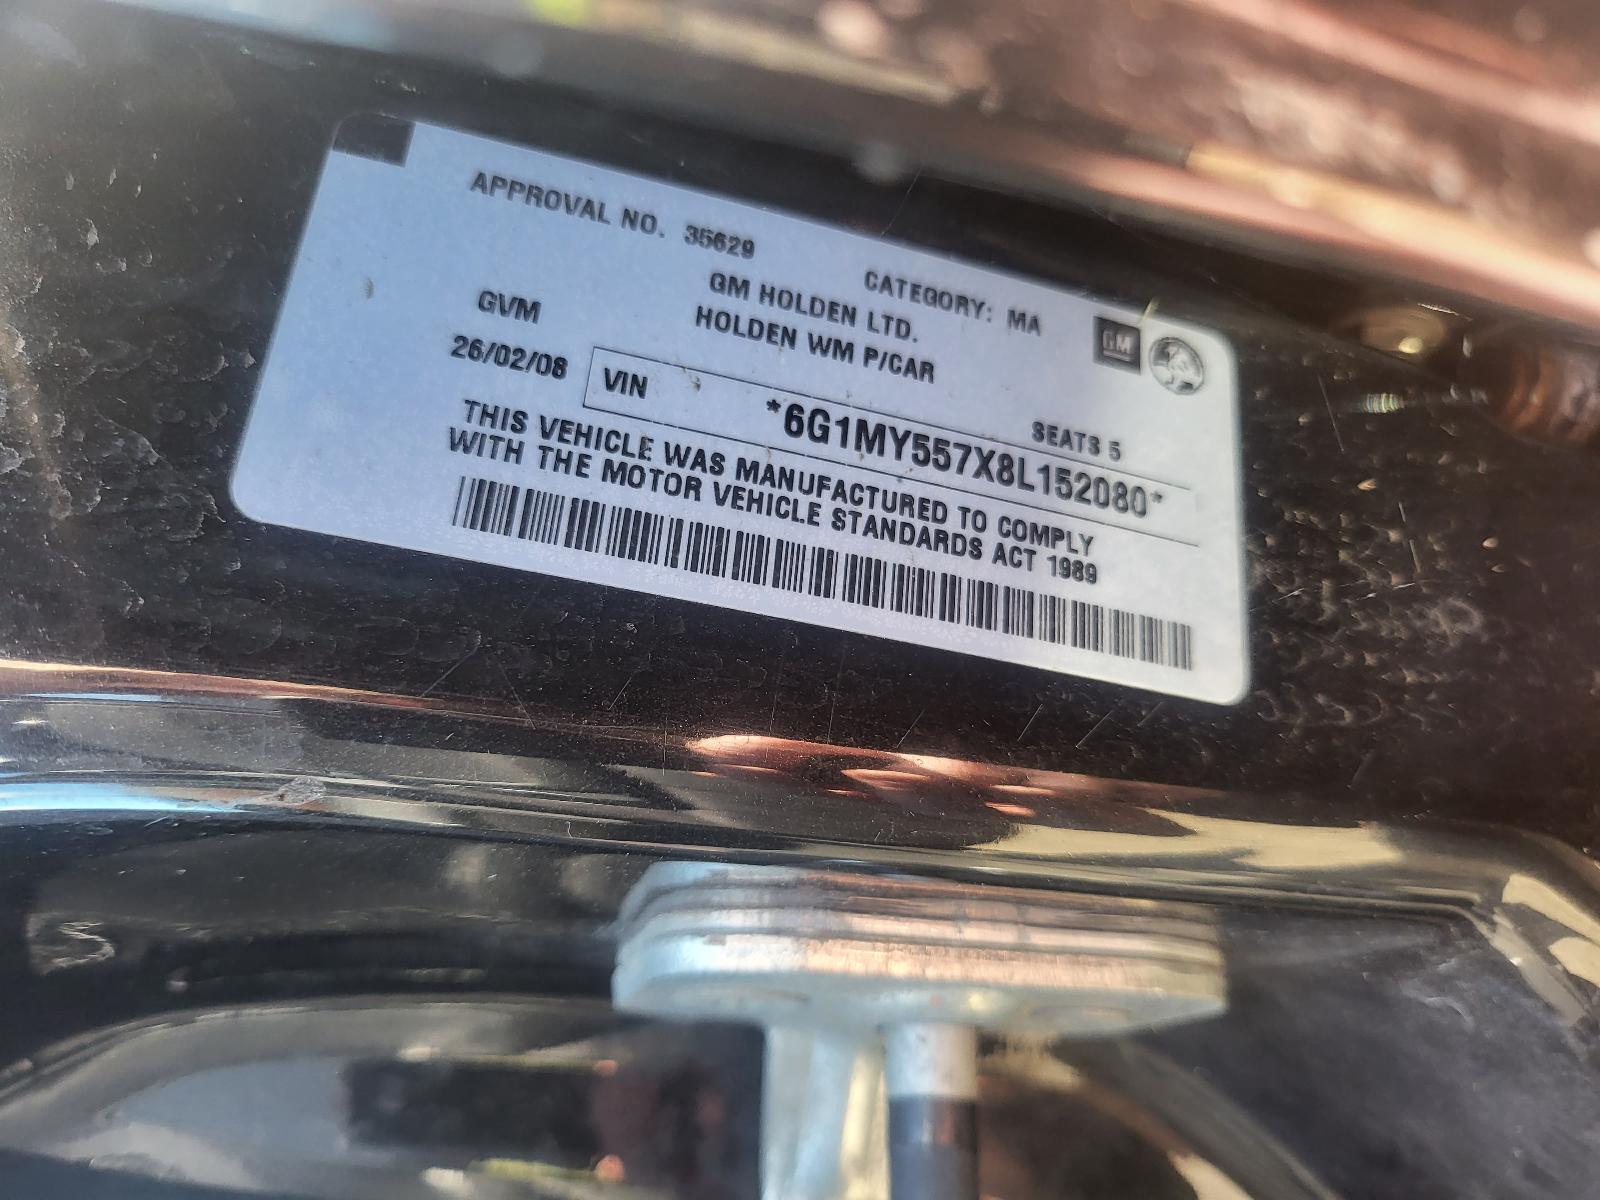 APPROVAL NO. 35629
CATEGORY: MA
GM HOLDEN LTD.
GM
GVM
HOLDEN WM P/CAR
26/02/08
SEATS 5
VIN *6G1MY557X8L152080*
THIS VEHICLE WAS MANUFACTURED TO COMPLY
WITH THE MOTOR VEHICLE STANDARDS ACT 1989